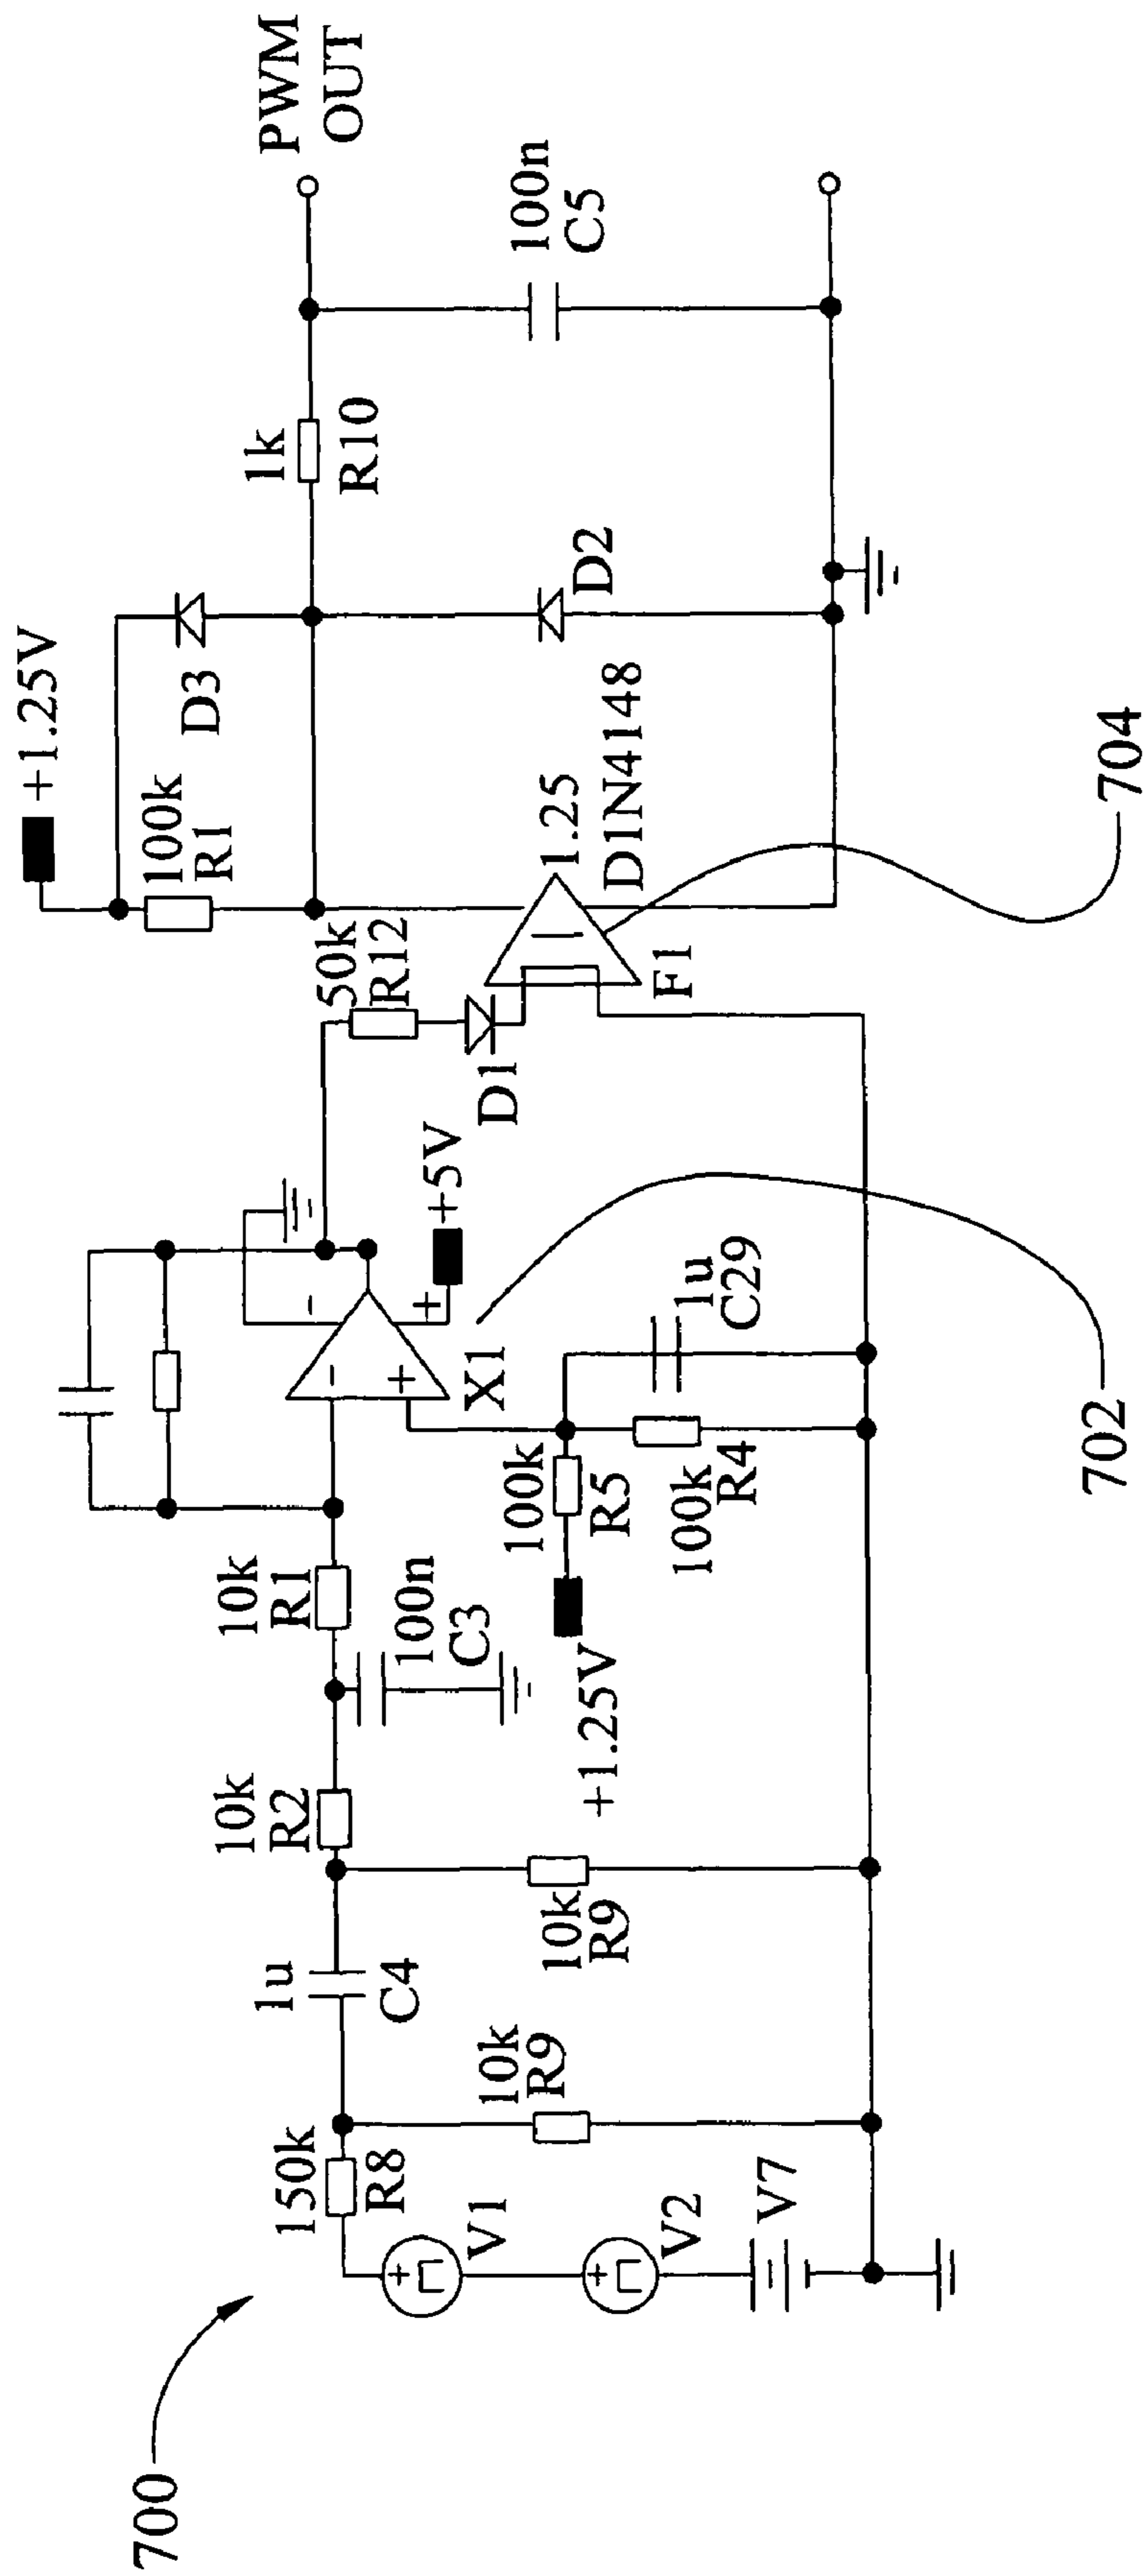 700
150k
R8
V1
V2
V7
10k
R9
1u
C4
10k
R9
10k
R2
100n
C3
10k
R1
+1.25V
100k
R5
100k
R4
1u
C29
-
+
X1
-
+
+5V
702
50k
R12
D1
F1
1.25
D1N4148
704
+1.25V
100k
R1
D3
D2
1k
R10
100n
C5
PWM
OUT